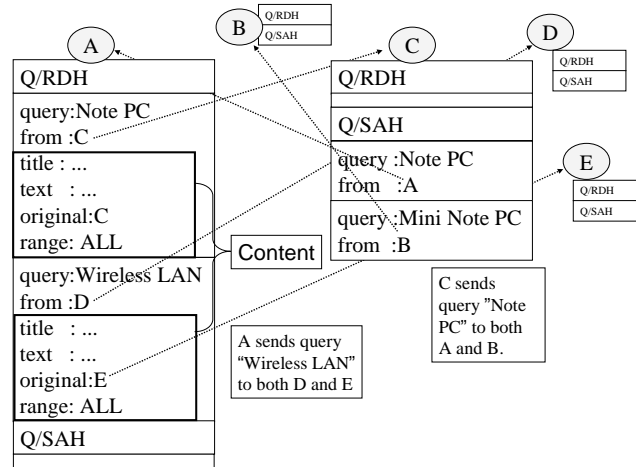 A
B
Q/RDH
Q/SAH
C
D
Q/RDH
Q/SAH
E
Q/RDH
Q/SAH
Q/RDH
query:Note PC
from :C
title : ...
text : ...
original:C
range: ALL
query:Wireless LAN
from :D
title : ...
text : ...
original:E
range: ALL
Q/SAH
Content
A sends query
“Wireless LAN”
to both D and E
Q/RDH
Q/SAH
query :Note PC
from :A
query :Mini Note PC
from :B
C sends
query ”Note
PC” to both
A and B.